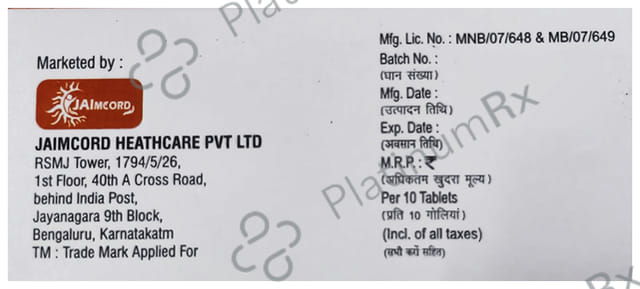 Marketed by :
JAIMCORD
JAIMCORD HEATHCARE PVT LTD
RSMJ Tower, 1794/5/26,
1st Floor, 40th A Cross Road,
behind India Post,
Jayanagara 9th Block,
Bengaluru, Karnatakatm
TM : Trade Mark Applied For
Mfg. Lic. No. : MNB/07/648 & MB/07/649
Batch No. :
(घान संख्या)
Mfg. Date :
(उत्पादन तिथि)
Exp. Date :
(अवसान तिथि)
M.R.P. : ₹
(अधिकतम खुदरा मूल्य)
Per 10 Tablets
(प्रति 10 गोलियां)
(Incl. of all taxes)
(सभी करों सहित)
PlatinumRx